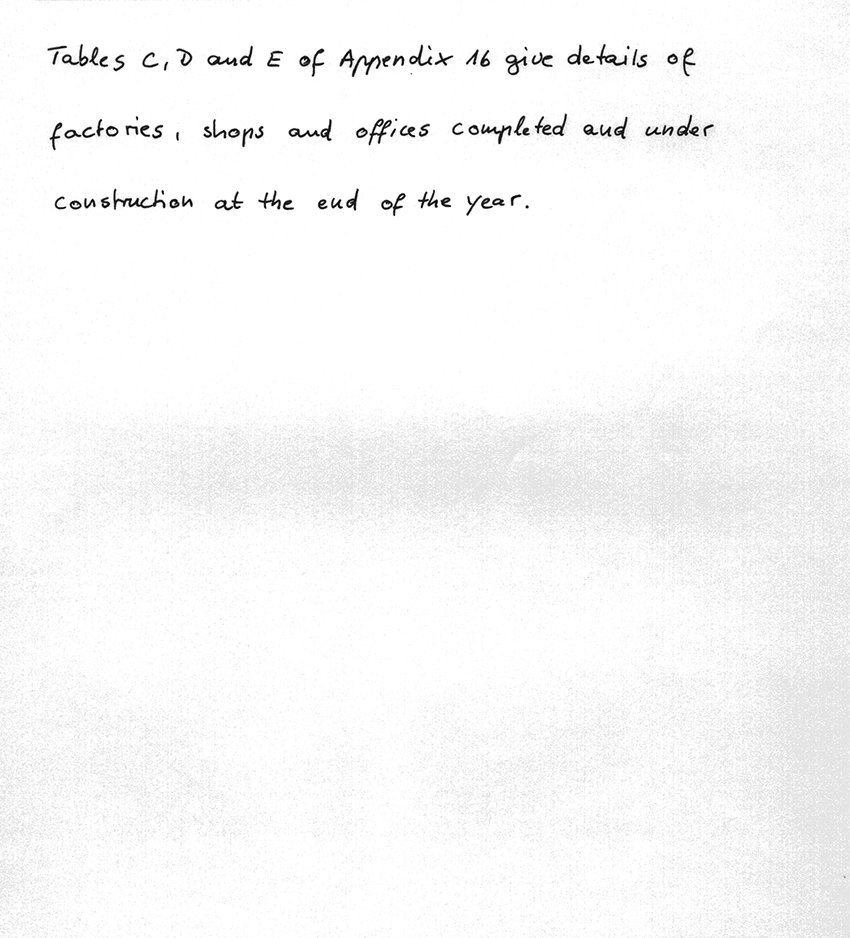 Tables C, D and E of Appendix 16 give details of
factories, shops and offices completed and under
construction at the end of the year.